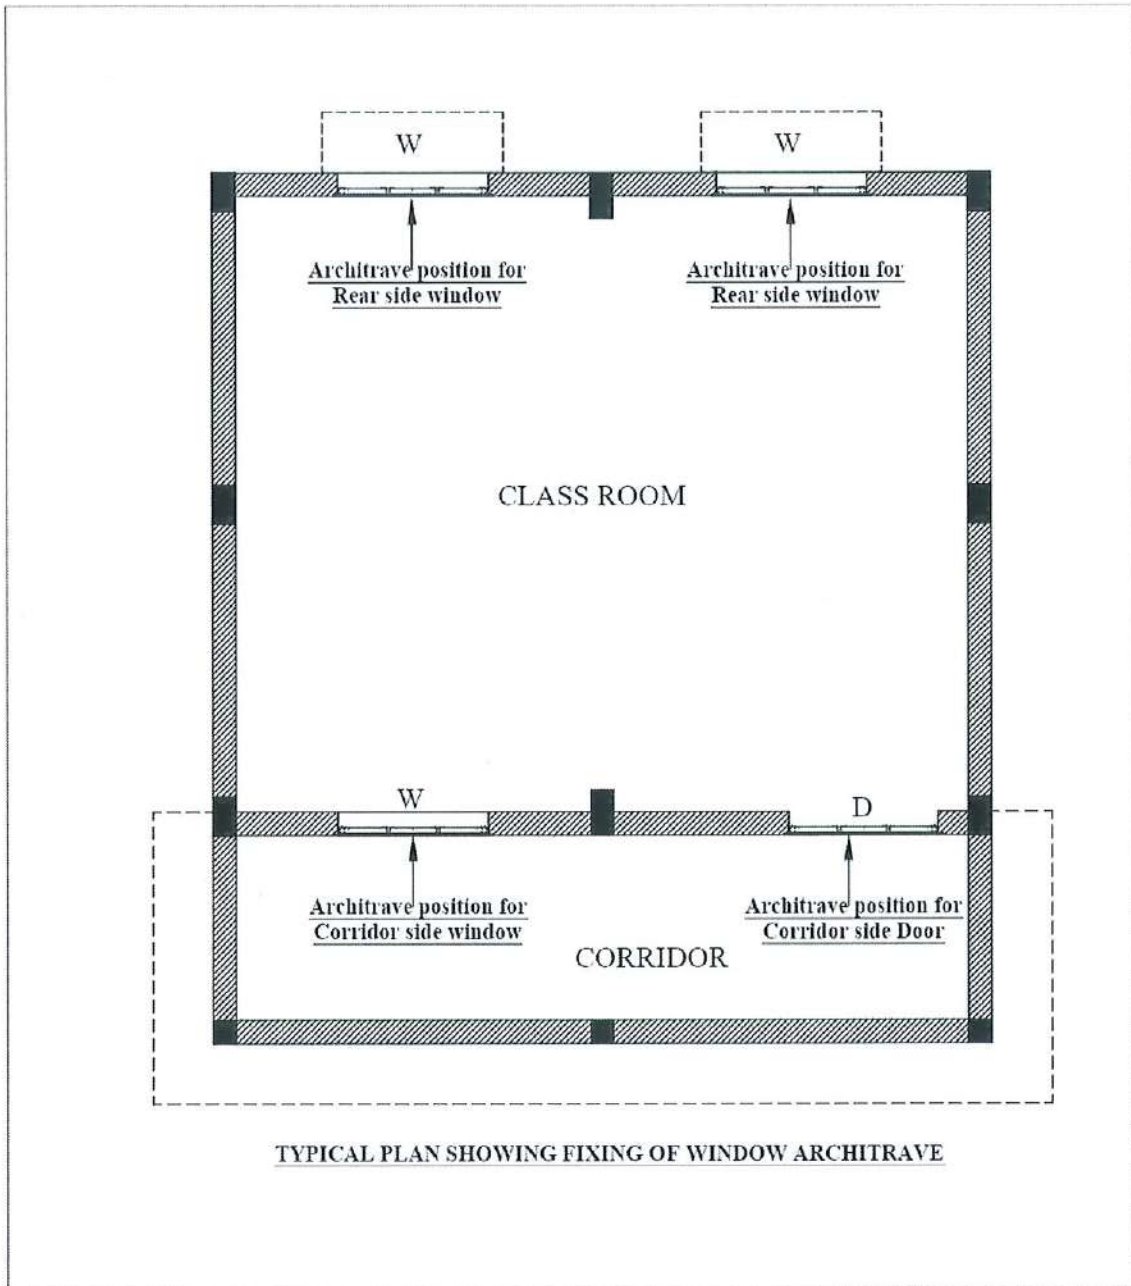 W
W
Architrave position for
Rear side window
Architrave position for
Rear side window
CLASS ROOM
W
D
Architrave position for
Corridor side window
Architrave position for
Corridor side Door
CORRIDOR
TYPICAL PLAN SHOWING FIXING OF WINDOW ARCHITRAVE